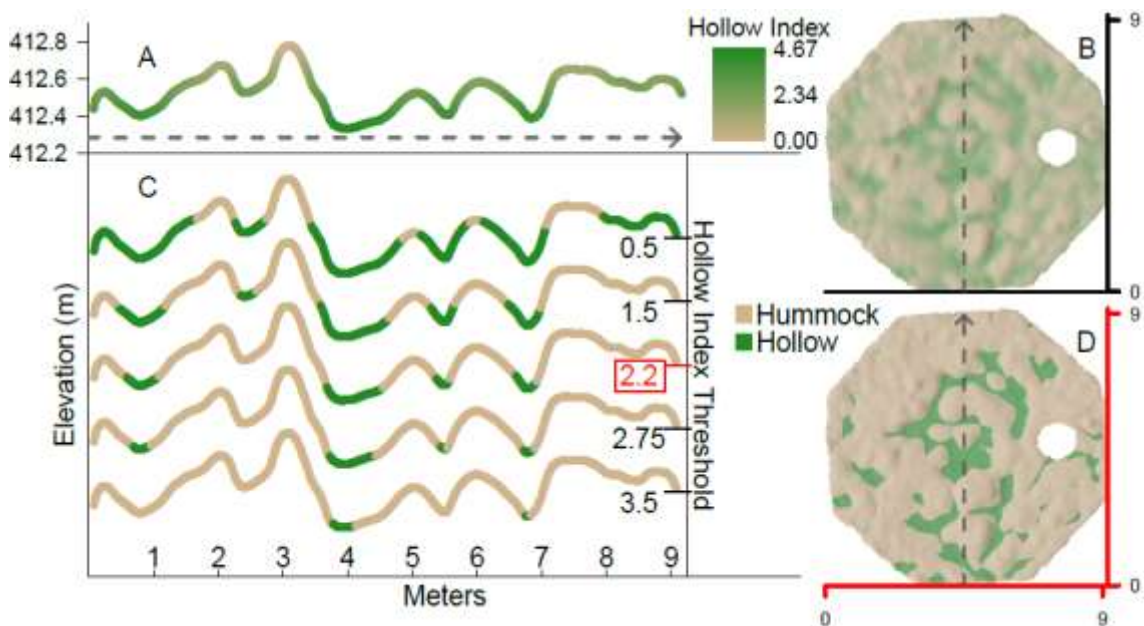 412.8
412.6
412.4
412.2
A
Hollow Index
4.67
2.34
0.00
B
9
0
C
0.5
1.5
2.2
2.75
3.5
Hollow Index Threshold
Elevation (m)
1 2 3 4 5 6 7 8 9
Meters
Hummock
Hollow
D
9
0
0 9